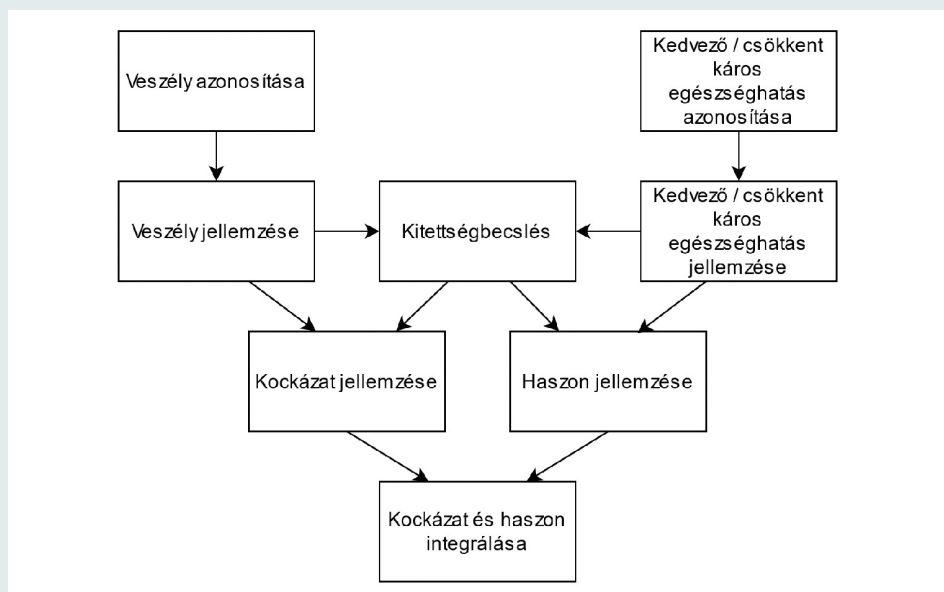 Veszély azonosítása
Kedvező / csökkent
káros
egészséghatás
azonosítása
Veszély jellemzése
Kitettségbecslés
Kedvező / csökkent
káros
egészséghatás
jellemzése
Kockázat jellemzése
Haszon jellemzése
Kockázat és haszon
integrálása